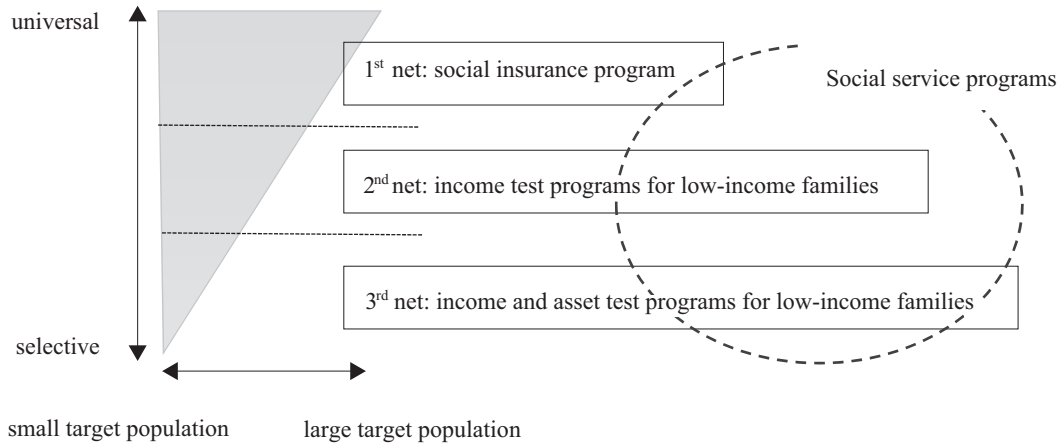 universal
1st net: social insurance program
Social service programs
2nd net: income test programs for low-income families
3rd net: income and asset test programs for low-income families
selective
small target population
large target population